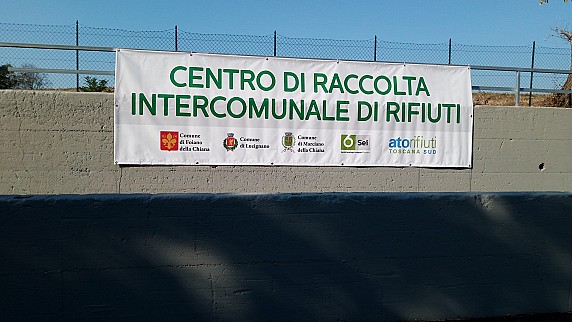 CENTRO DI RACCOLTA
INTERCOMUNALE DI RIFIUTI
Comune
di Foiano
della Chiana
Comune
di Lucignano
Comune
di Marciano
della Chiana
Sei
atorifiuti
TOSCANA SUD